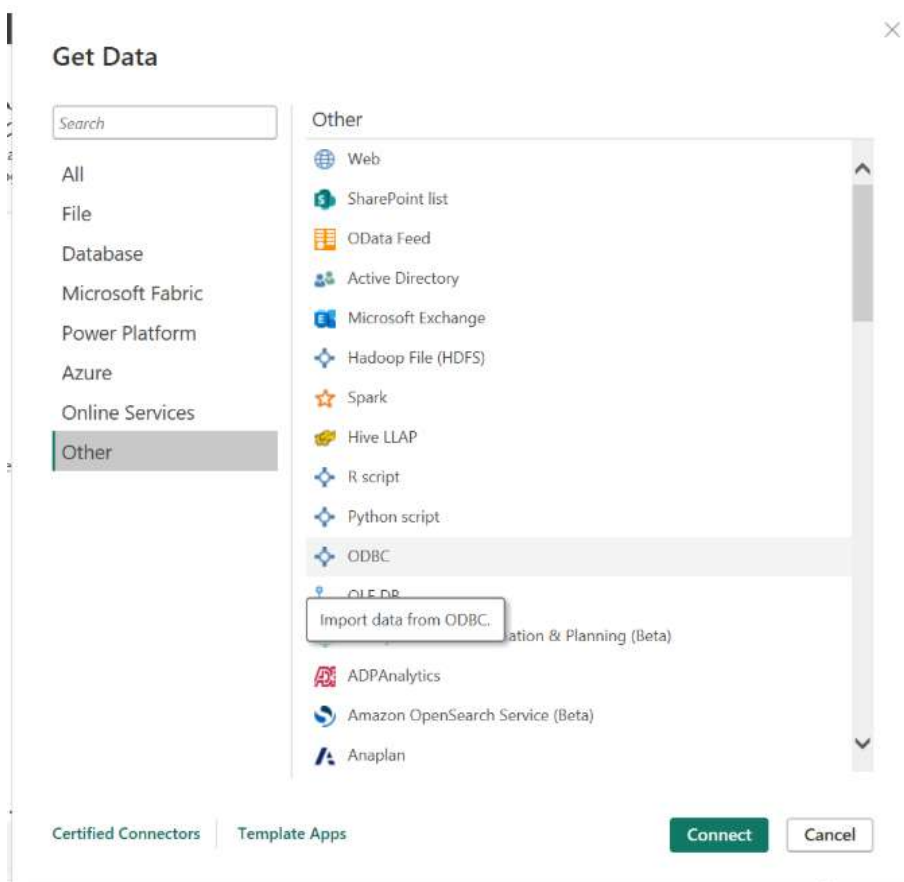 Get Data
Search
All
File
Database
Microsoft Fabric
Power Platform
Azure
Online Services
Other
Other
Web
SharePoint list
OData Feed
Active Directory
Microsoft Exchange
Hadoop File (HDFS)
Spark
Hive LLAP
R script
Python script
ODBC
OLE DB
Import data from ODBC.
ation & Planning (Beta)
ADPAnalytics
Amazon OpenSearch Service (Beta)
Anaplan
Certified Connectors
Template Apps
Connect
Cancel